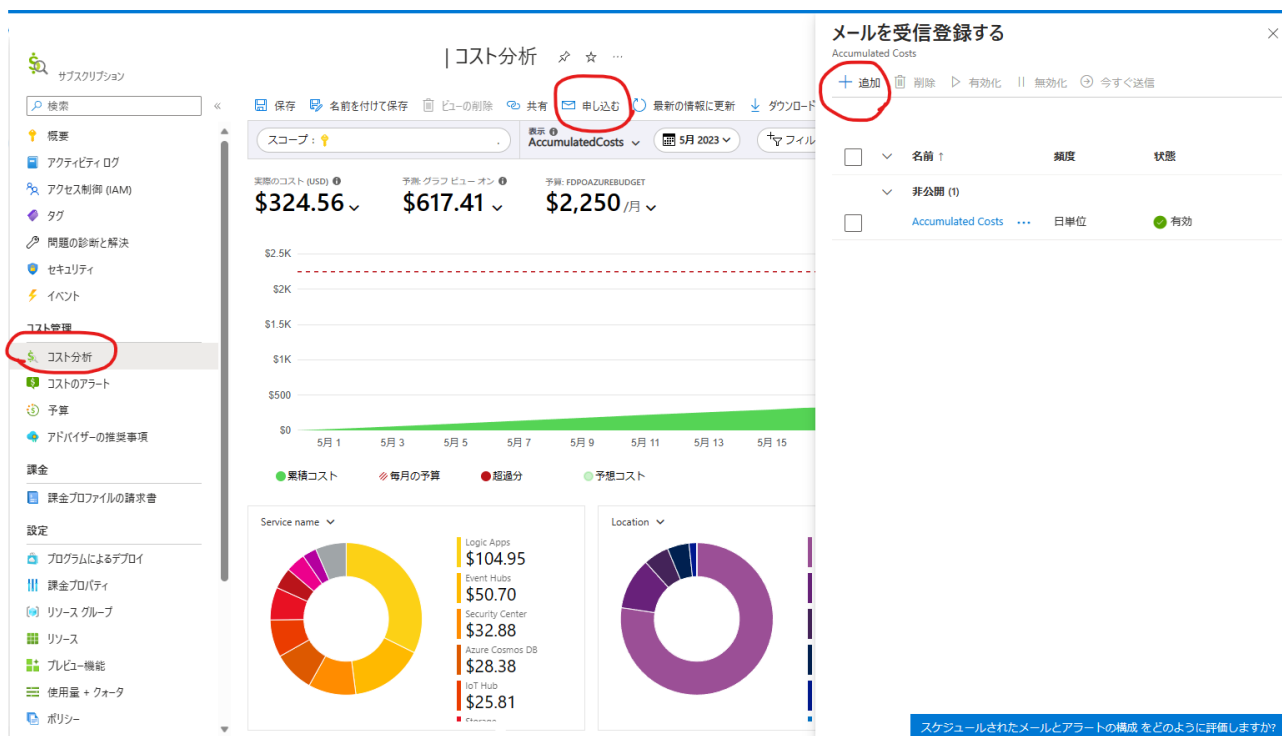 | コスト分析
サブスクリプション
検索
«
保存
名前を付けて保存
ビューの削除
共有
申し込む
最新の情報に更新
ダウンロード
概要
アクティビティ ログ
アクセス制御 (IAM)
タグ
問題の診断と解決
セキュリティ
イベント
コスト管理
コスト分析
コストのアラート
予算
アドバイザーの推奨事項
課金
課金プロファイルの請求書
設定
プログラムによるデプロイ
課金プロパティ
リソース グループ
リソース
プレビュー機能
使用量 + クォータ
ポリシー
スコープ :
表示
AccumulatedCosts
5月 2023
フィル
実際のコスト (USD)
$324.56
予測: グラフ ビュー オン
$617.41
予算: FDPOAZUREBUDGET
$2,250 /月
$2.5K
$2K
$1.5K
$1K
$500
$0
5月 1
5月 3
5月 5
5月 7
5月 9
5月 11
5月 13
5月 15
累積コスト
毎月の予算
超過分
予想コスト
Service name
Logic Apps
$104.95
Event Hubs
$50.70
Security Center
$32.88
Azure Cosmos DB
$28.38
IoT Hub
$25.81
Storage
Location
メールを受信登録する
Accumulated Costs
追加
削除
有効化
無効化
今すぐ送信
名前 ↑
頻度
状態
非公開 (1)
Accumulated Costs
日単位
有効
スケジュールされたメールとアラートの構成 をどのように評価しますか?